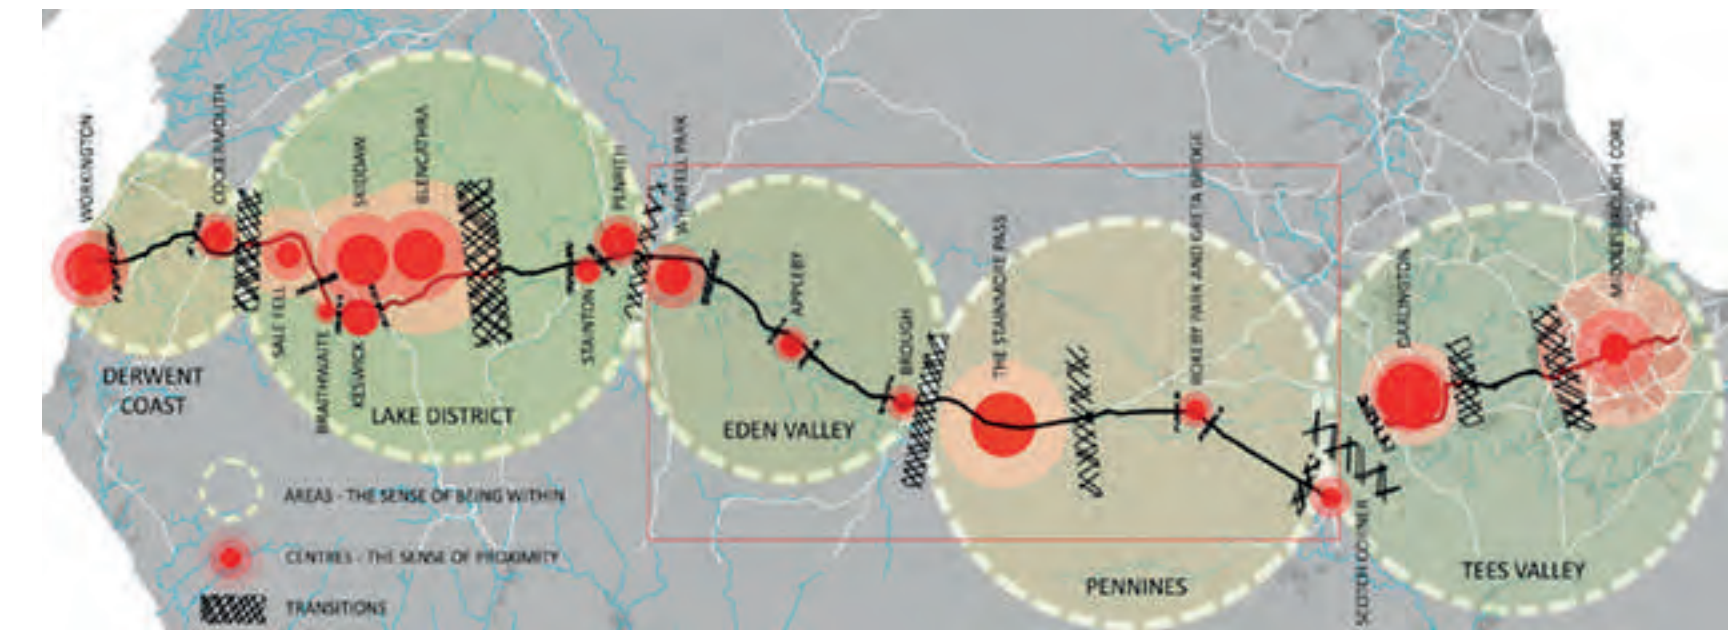 WORKINGTON
COCKERMOUTH
SALE FELL
BRAITHWAITE
SKIDDAW
KESWICK
BLENCATHRA
STAINTON
PENRITH
WHINFELL PARK
APPLEBY
BROUGH
THE STAINMORE PASS
ROKEBY PARK AND GRETA BRIDGE
SCOTCH CORNER
DARLINGTON
MIDDLESBROUGH CORE
DERWENT
COAST
LAKE DISTRICT
EDEN VALLEY
PENNINES
TEES VALLEY
AREAS - THE SENSE OF BEING WITHIN
CENTRES - THE SENSE OF PROXIMITY
TRANSITIONS